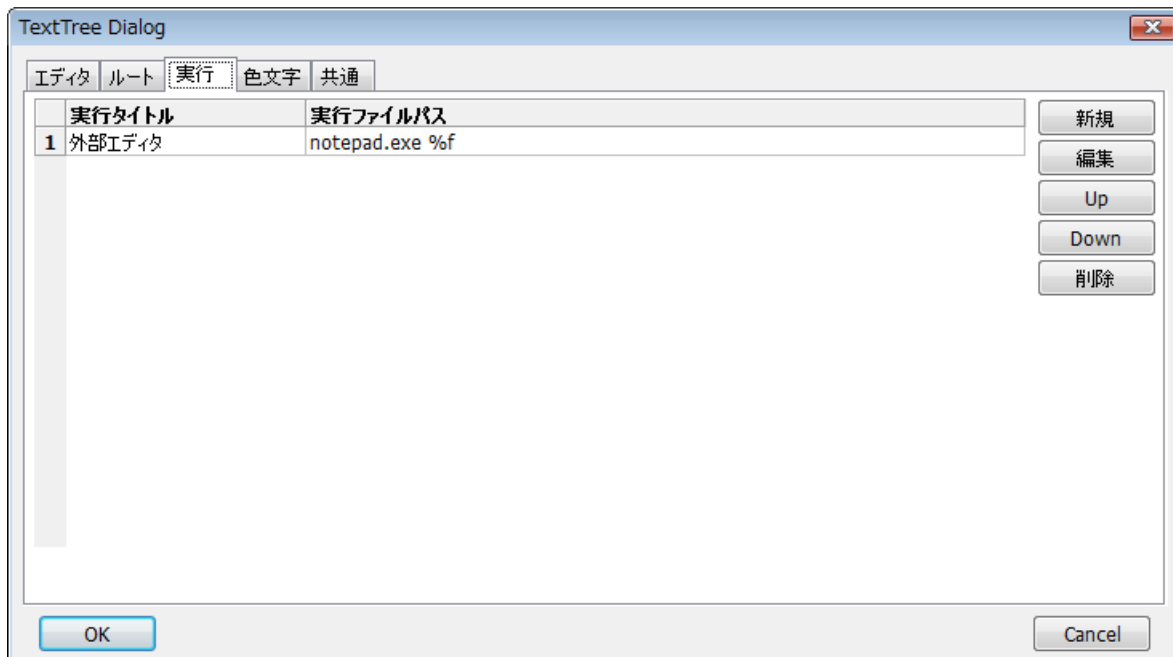 TextTree Dialog
エディタ ルート 実行 色文字 共通
実行タイトル 実行ファイルパス
1 外部エディタ notepad.exe %f
新規
編集
Up
Down
削除
OK Cancel